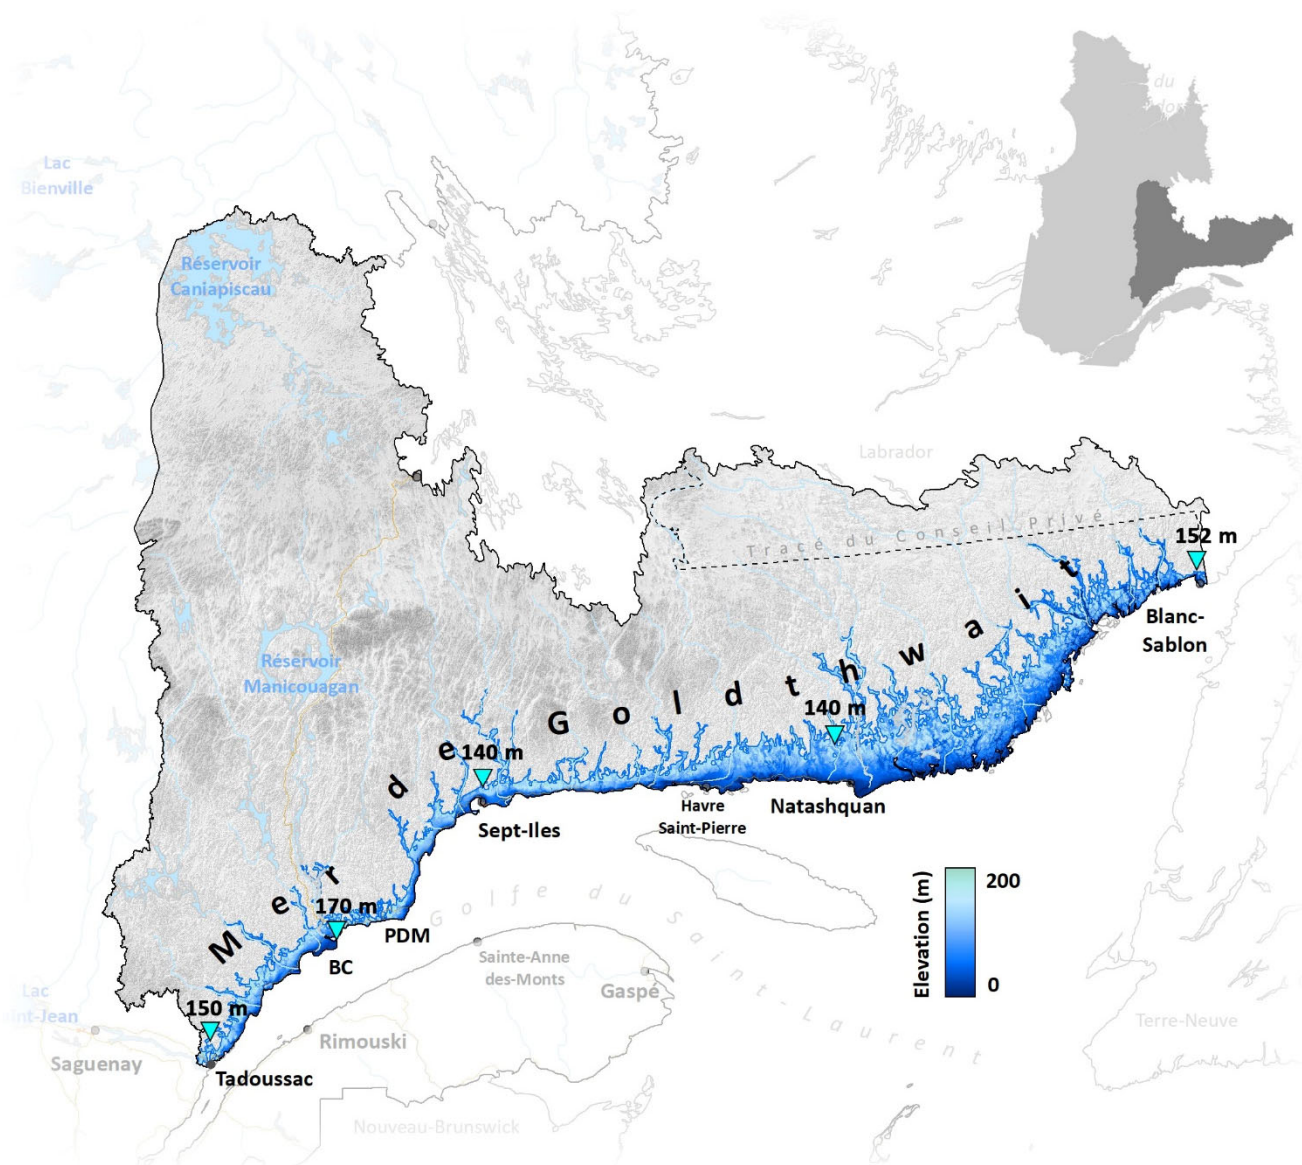 du
Lac
Bienville
Réservoir
Caniapiscau
Labrador
Tracé du Conseil Privé
152 m
Blanc-
Sablon
Réservoir
Manicouagan
Mer de Goldthwait
140 m
140 m
Sept-Iles
Havre
Saint-Pierre
Natashquan
170 m
PDM
BC
Golfe du Saint-Laurent
Elevation (m)
200
0
Sainte-Anne
des-Monts
Gaspé
Lac
150 m
Rimouski
Saguenay
Tadoussac
Terre-Neuve
Nouveau-Brunswick